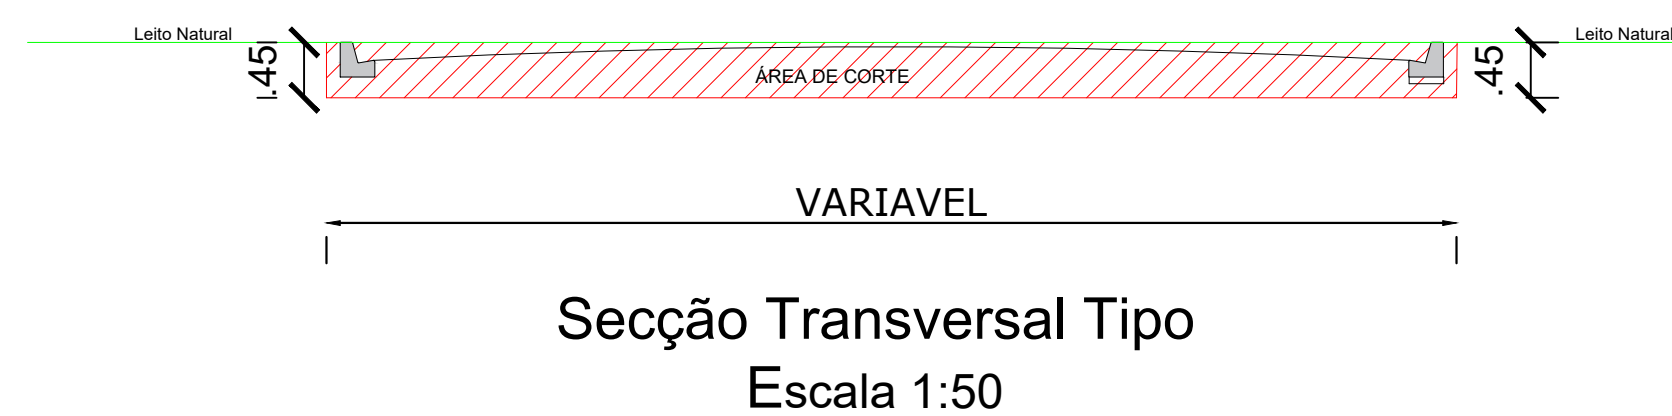 Leito Natural
Leito Natural
.45
.45
ÁREA DE CORTE
VARIAVEL
Secção Transversal Tipo
Escala 1:50